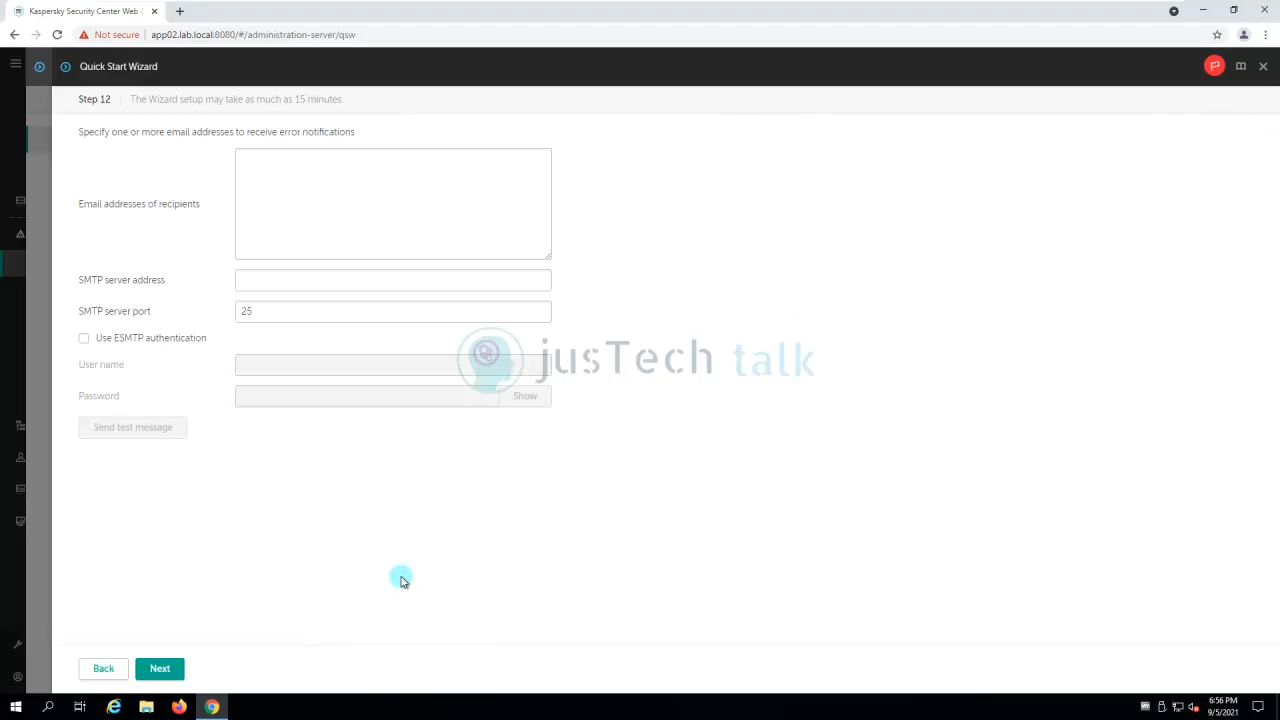 Kaspersky Security Center Web C
Not secure app02.lab.local:8080/#/administration-server/qsw
Quick Start Wizard
Step 12 The Wizard setup may take as much as 15 minutes.
Specify one or more email addresses to receive error notifications
Email addresses of recipients
SMTP server address
SMTP server port 25
Use ESMTP authentication
jusTech talk
User name
Password Show
Send test message
Back Next
6:56 PM
9/5/2021